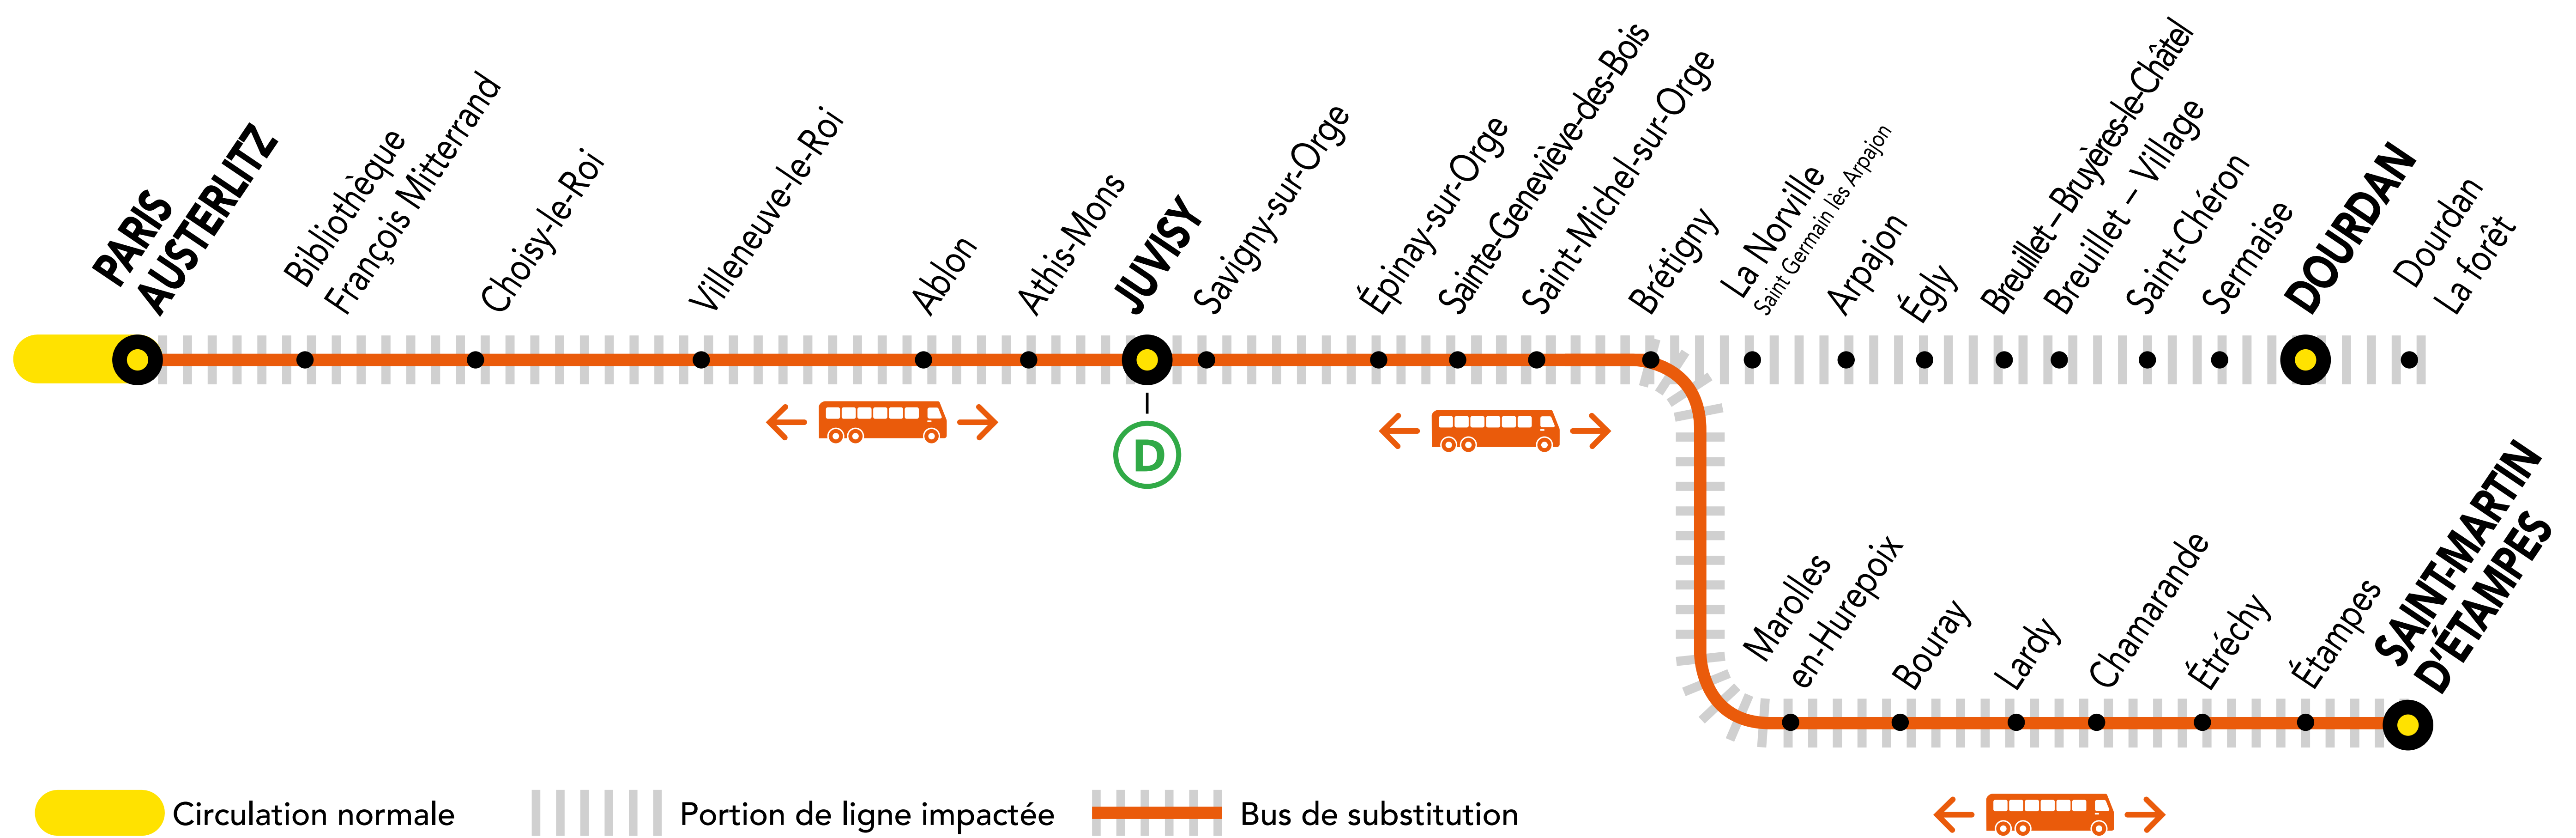 PARIS
AUSTERLITZ
Bibliothèque
François Mitterrand
Choisy-le-Roi
Villeneuve-le-Roi
Ablon
Athis-Mons
JUVISY
Savigny-sur-Orge
Épinay-sur-Orge
Sainte-Geneviève-des-Bois
Saint-Michel-sur-Orge
Brétigny
La Norville
Saint Germain lès Arpajon
Arpajon
Égly
Breuillet – Bruyères-le-Châtel
Breuillet – Village
Saint-Chéron
Sermaise
DOURDAN
Dourdan
La forêt
D
Marolles
en-Hurepoix
Bouray
Lardy
Chamarande
Étréchy
Étampes
SAINT-MARTIN
D'ÉTAMPES
Circulation normale
Portion de ligne impactée
Bus de substitution